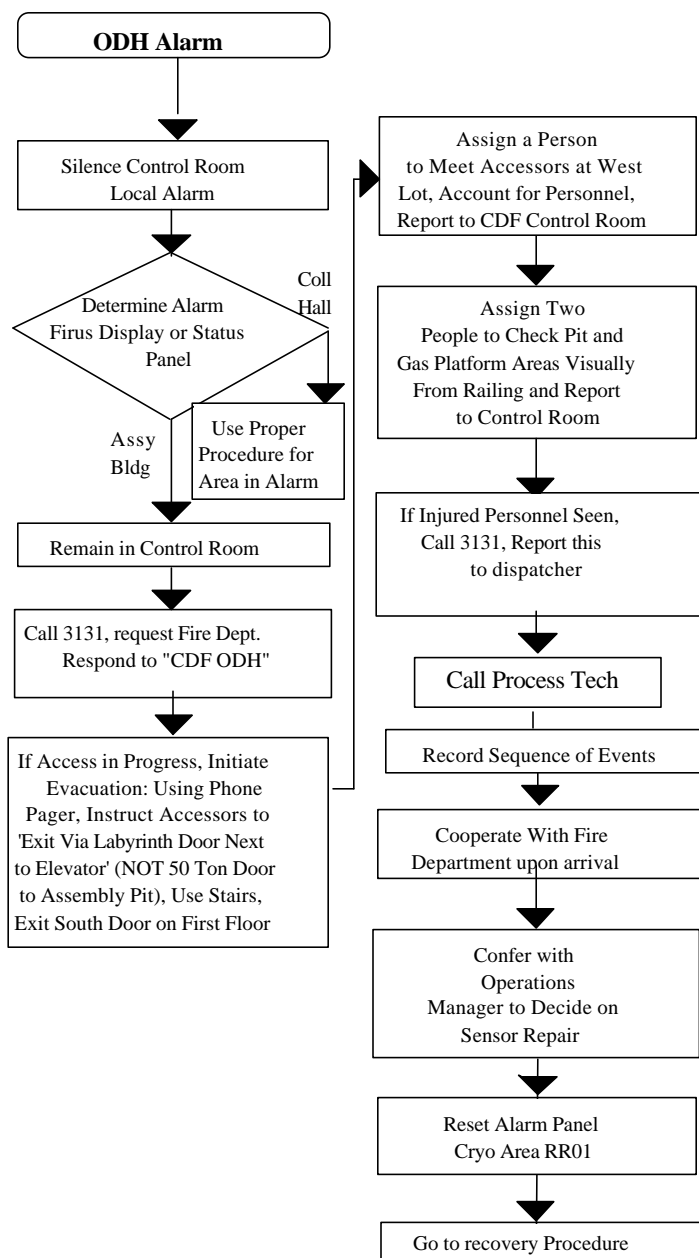 ODH Alarm
Silence Control Room
Local Alarm
Determine Alarm
Firus Display or Status
Panel
Coll
Hall
Use Proper
Procedure for
Area in Alarm
Assy
Bldg
Remain in Control Room
Call 3131, request Fire Dept.
Respond to "CDF ODH"
If Access in Progress, Initiate
Evacuation: Using Phone
Pager, Instruct Accessors to
'Exit Via Labyrinth Door Next
to Elevator' (NOT 50 Ton Door
to Assembly Pit), Use Stairs,
Exit South Door on First Floor
Assign a Person
to Meet Accessors at West
Lot, Account for Personnel,
Report to CDF Control Room
Assign Two
People to Check Pit and
Gas Platform Areas Visually
From Railing and Report
to Control Room
If Injured Personnel Seen,
Call 3131, Report this
to dispatcher
Call Process Tech
Record Sequence of Events
Cooperate With Fire
Department upon arrival
Confer with
Operations
Manager to Decide on
Sensor Repair
Reset Alarm Panel
Cryo Area RR01
Go to recovery Procedure